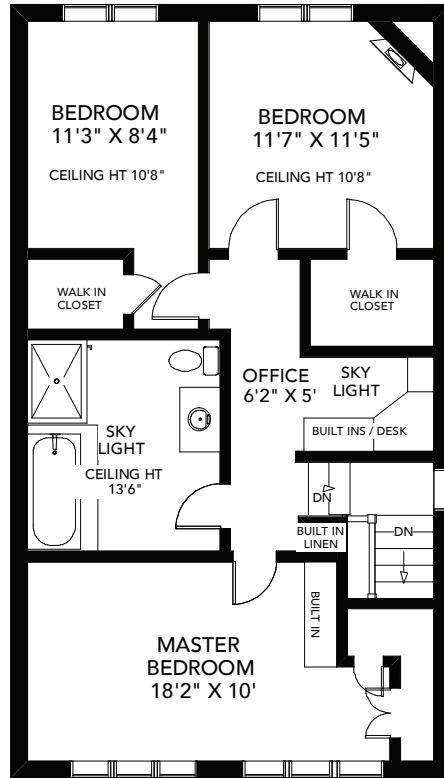 BEDROOM
11'3" X 8'4"
CEILING HT 10'8"
BEDROOM
11'7" X 11'5"
CEILING HT 10'8"
WALK IN
CLOSET
WALK IN
CLOSET
OFFICE
6'2" X 5'
SKY
LIGHT
BUILT INS / DESK
SKY
LIGHT
CEILING HT
13'6"
DN
DN
BUILT IN
LINEN
BUILT IN
MASTER
BEDROOM
18'2" X 10'